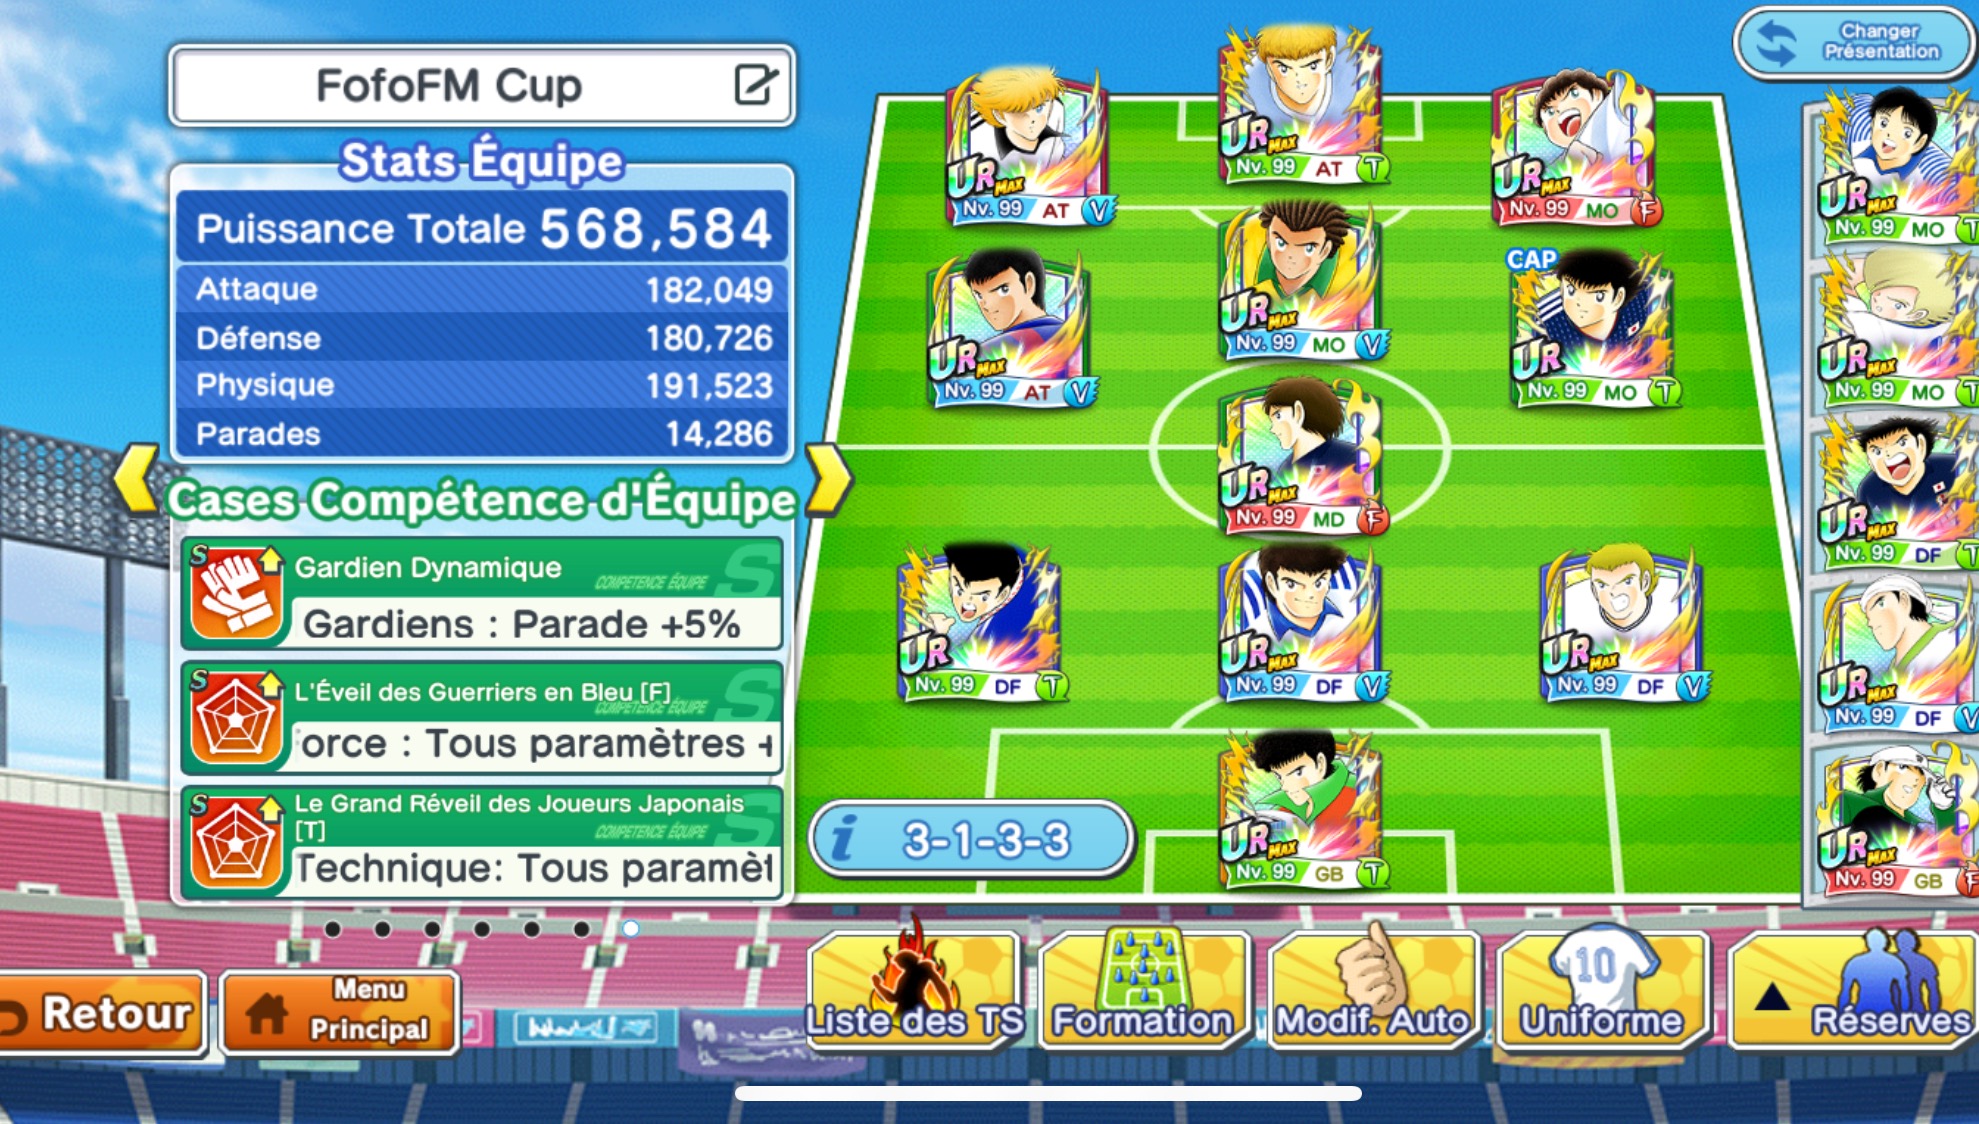 FofoFM Cup
Changer
Présentation
Stats Équipe
Puissance Totale 568,584
Attaque 182,049
Défense 180,726
Physique 191,523
Parades 14,286
Cases Compétence d'Équipe
S Gardien Dynamique
COMPETENCE ÉQUIPE S
Gardiens : Parade +5%
S L'Éveil des Guerriers en Bleu [F]
COMPETENCE ÉQUIPE S
orce : Tous paramètres +
S Le Grand Réveil des Joueurs Japonais
[T]
COMPETENCE ÉQUIPE S
Technique: Tous paramèt
UR MAX
Nv. 99 AT V
UR MAX
Nv. 99 AT T
UR MAX
Nv. 99 MO F
UR MAX
Nv. 99 AT V
UR MAX
Nv. 99 MO V
CAP
UR
Nv. 99 MO T
UR MAX
Nv. 99 MD F
UR
Nv. 99 DF T
UR MAX
Nv. 99 DF V
UR MAX
Nv. 99 DF V
UR MAX
Nv. 99 GB T
UR MAX
Nv. 99 MO T
UR MAX
Nv. 99 MO T
UR MAX
Nv. 99 DF T
UR MAX
Nv. 99 DF V
UR MAX
Nv. 99 GB F
i 3-1-3-3
Retour
Menu
Principal
Liste des TS
Formation
Modif. Auto
10
Uniforme
Réserves